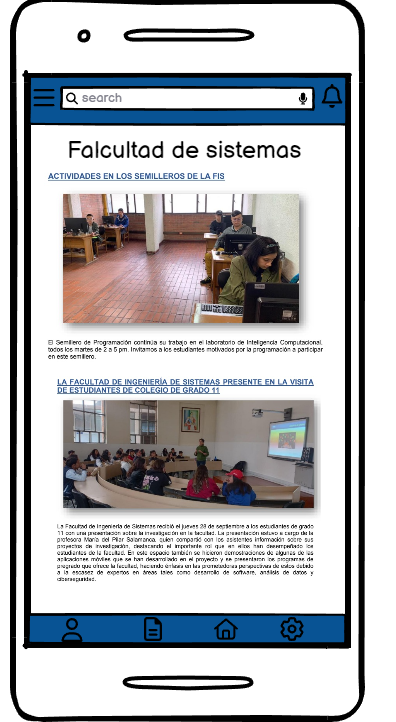 search
Falcultad de sistemas
ACTIVIDADES EN LOS SEMILLEROS DE LA FIS
El Semillero de Programación continúa su trabajo en el laboratorio de Inteligencia Computacional,
todos los martes de 2 a 5 pm. Invitamos a los estudiantes motivados por la programación a participar
en este semillero.
LA FACULTAD DE INGENIERÍA DE SISTEMAS PRESENTE EN LA VISITA
DE ESTUDIANTES DE COLEGIO DE GRADO 11
La Facultad de Ingeniería de Sistemas recibió el jueves 28 de septiembre a los estudiantes de grado
11 con una presentación sobre la investigación en la facultad. La presentación estuvo a cargo de la
profesora María del Pilar Salamanca, quien compartió con los asistentes información sobre sus
proyectos de investigación, destacando el importante rol que en ellos han desempeñado los
estudiantes de la facultad. En este espacio también se hicieron demostraciones de algunas de las
aplicaciones móviles que se han desarrollado en el proyecto y se presentaron los programas de
pregrado que ofrece la facultad, haciendo énfasis en las prometedoras perspectivas de estos debido
a la escasez de expertos en áreas tales como desarrollo de software, análisis de datos y
ciberseguridad.